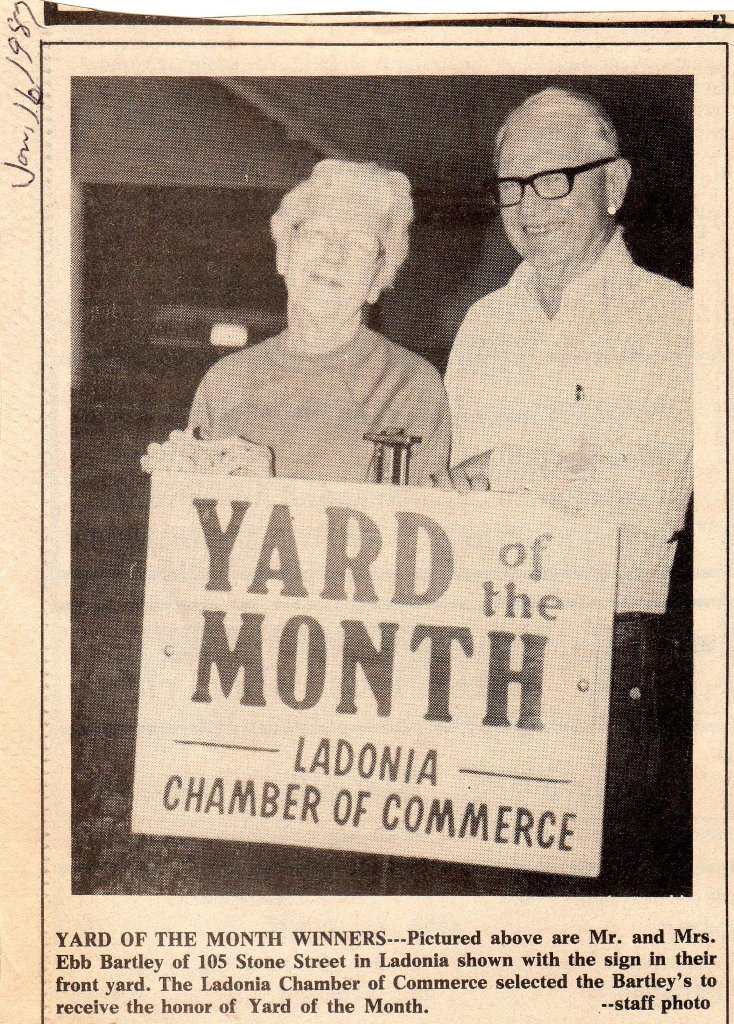 Jan. 16, 1987
YARD of
the
MONTH
LADONIA
CHAMBER OF COMMERCE
YARD OF THE MONTH WINNERS---Pictured above are Mr. and Mrs.
Ebb Bartley of 105 Stone Street in Ladonia shown with the sign in their
front yard. The Ladonia Chamber of Commerce selected the Bartley's to
receive the honor of Yard of the Month. --staff photo